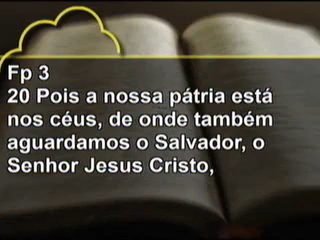 Fp 3
20 Pois a nossa pátria está
nos céus, de onde também
aguardamos o Salvador, o
Senhor Jesus Cristo,